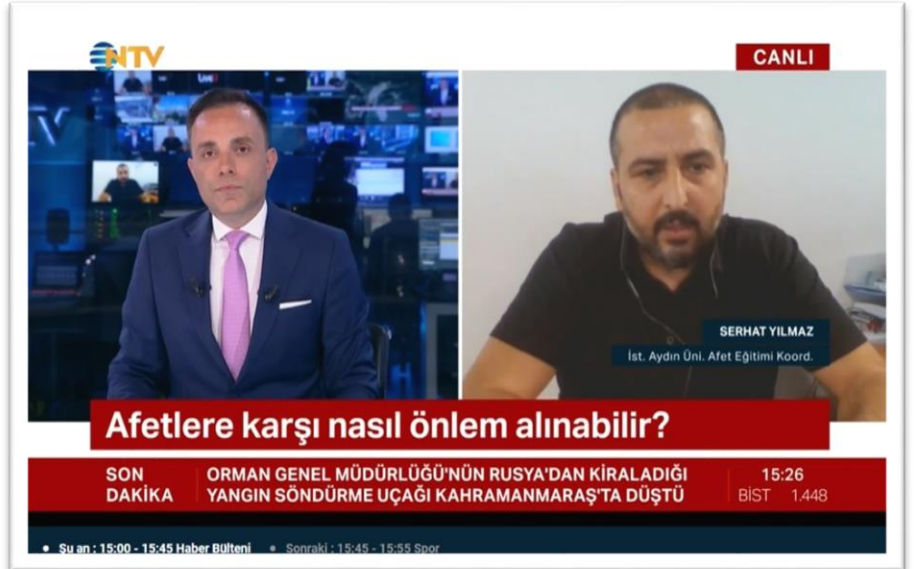 NTV
CANLI
SERHAT YILMAZ
İst. Aydın Üni. Afet Eğitimi Koord.
Afetlere karşı nasıl önlem alınabilir?
SON DAKİKA
ORMAN GENEL MÜDÜRLÜĞÜ'NÜN RUSYA'DAN KİRALADIĞI
YANGIN SÖNDÜRME UÇAĞI KAHRAMANMARAŞ'TA DÜŞTÜ
15:26
BİST 1.448
• Şu an : 15:00 - 15:45 Haber Bülteni • Sonraki : 15:45 - 15:55 Spor